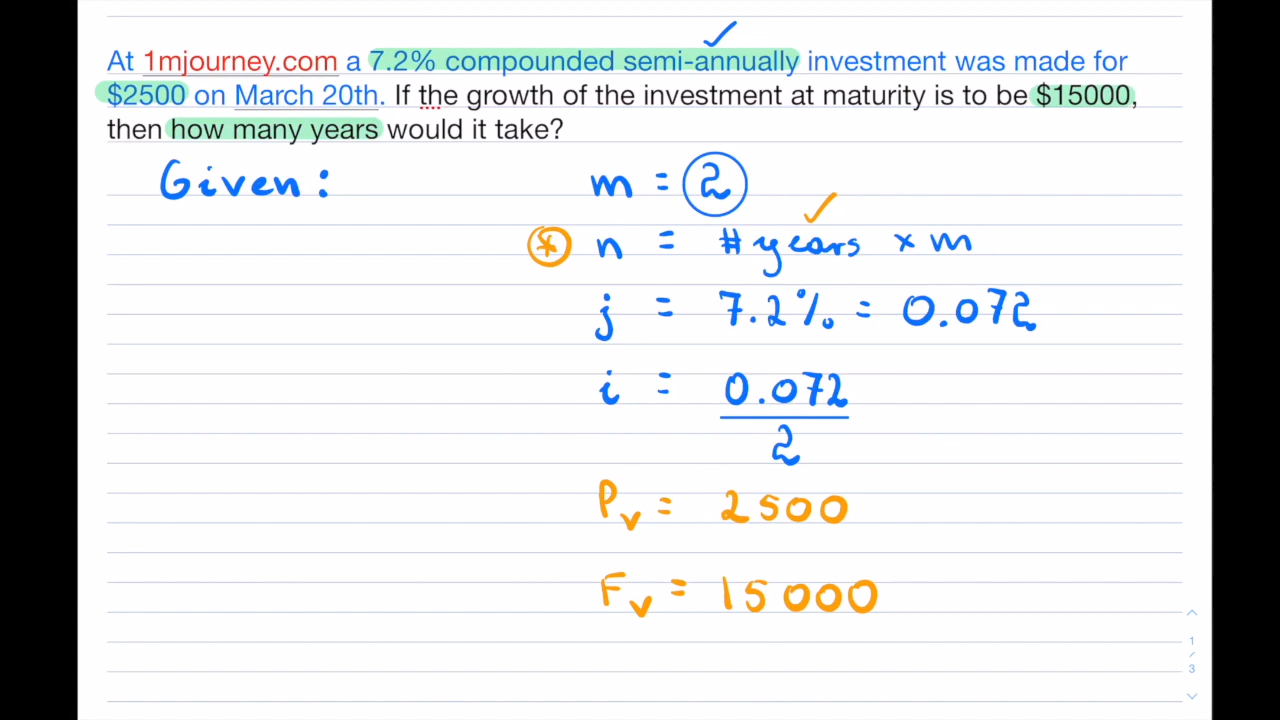 At 1mjourney.com a 7.2% compounded semi-annually investment was made for
$2500 on March 20th. If the growth of the investment at maturity is to be $15000,
then how many years would it take?
Given: m = 2
* n = # years × m
j = 7.2% = 0.072
i = 0.072
2
Pv = 2500
Fv = 15000
1
/
3